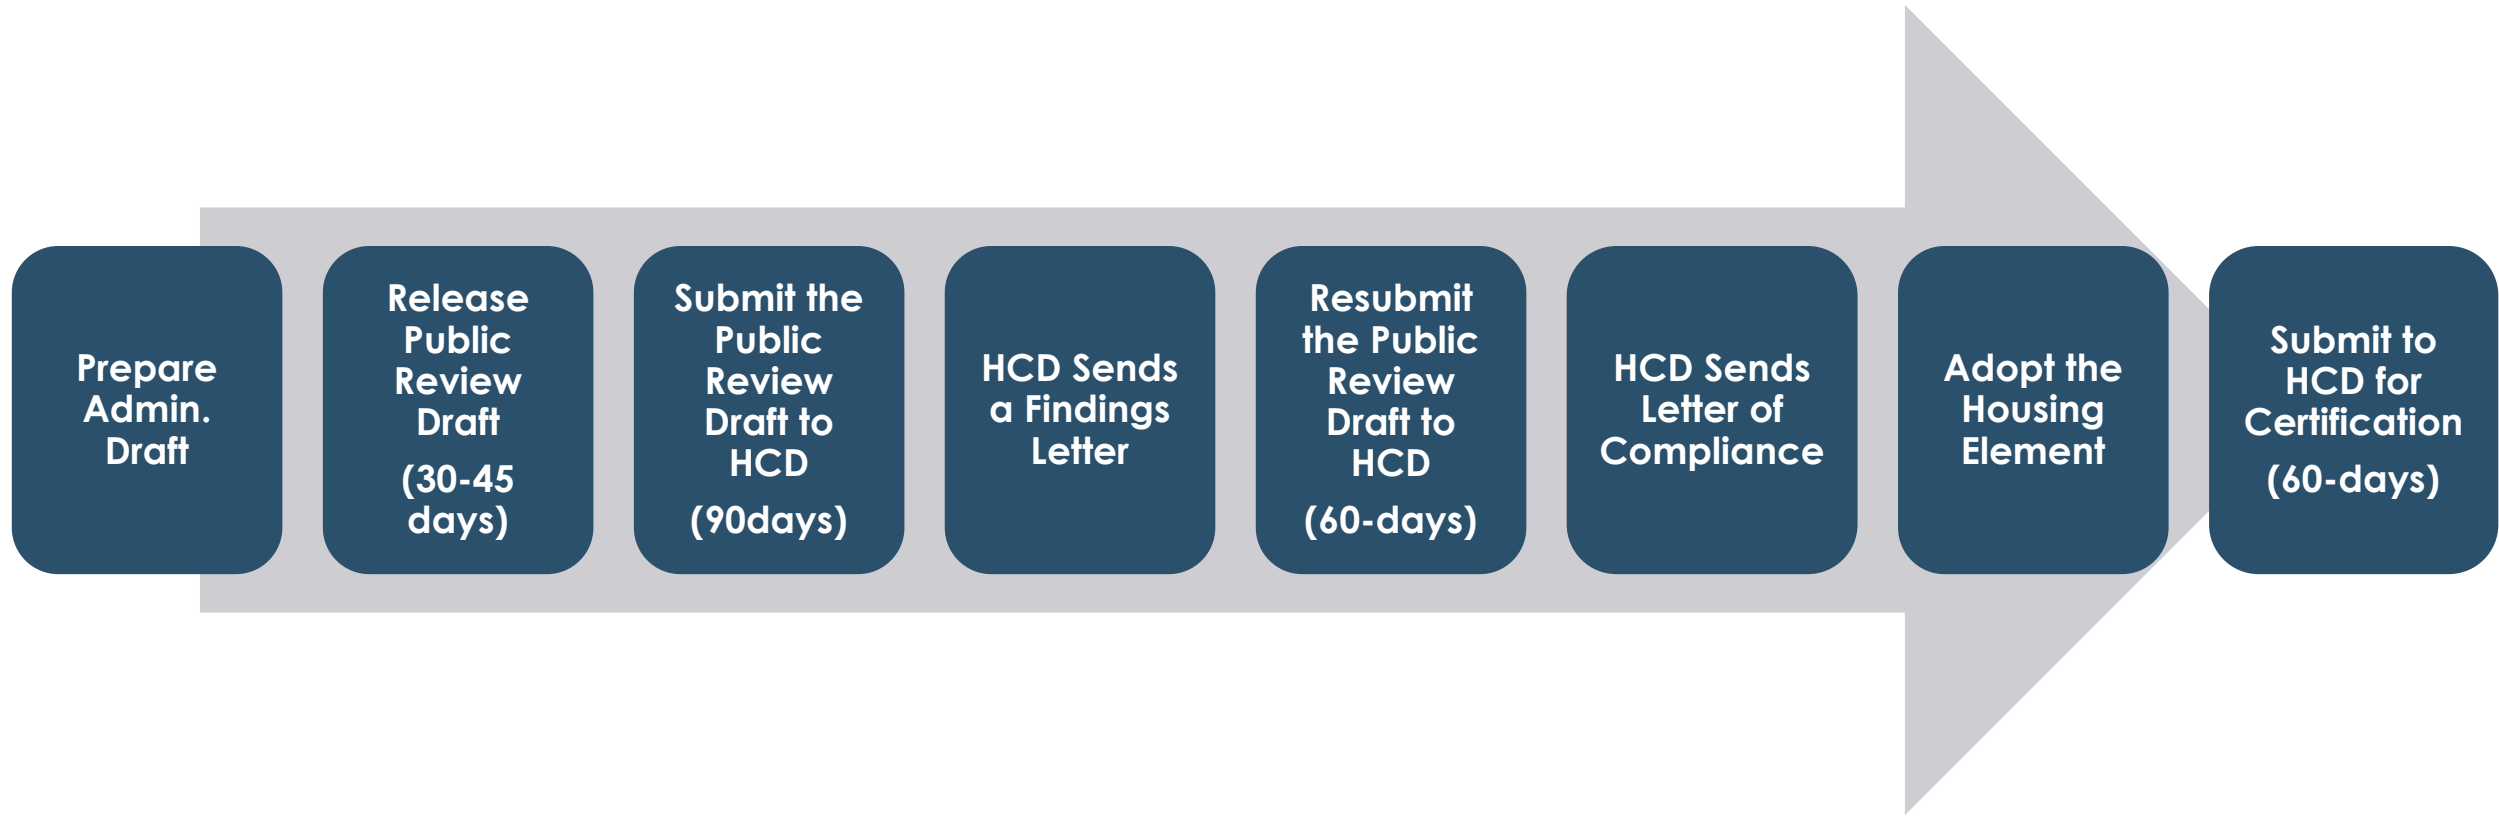 Prepare
Admin.
Draft
Release
Public
Review
Draft
(30-45
days)
Submit the
Public
Review
Draft to
HCD
(90days)
HCD Sends
a Findings
Letter
Resubmit
the Public
Review
Draft to
HCD
(60-days)
HCD Sends
Letter of
Compliance
Adopt the
Housing
Element
Submit to
HCD for
Certification
(60-days)